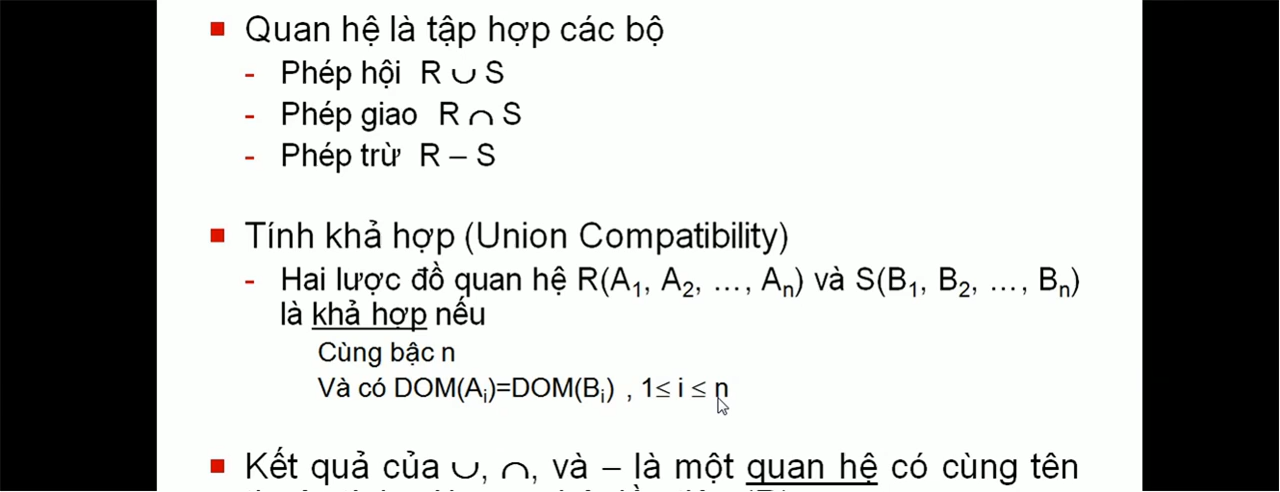 Quan hệ là tập hợp các bộ
- Phép hội R ∪ S
- Phép giao R ∩ S
- Phép trừ R – S
Tính khả hợp (Union Compatibility)
- Hai lược đồ quan hệ R(A₁, A₂, …, Aₙ) và S(B₁, B₂, …, Bₙ)
là khả hợp nếu
Cùng bậc n
Và có DOM(Aᵢ)=DOM(Bᵢ) , 1≤ i ≤ n
Kết quả của ∪, ∩, và – là một quan hệ có cùng tên